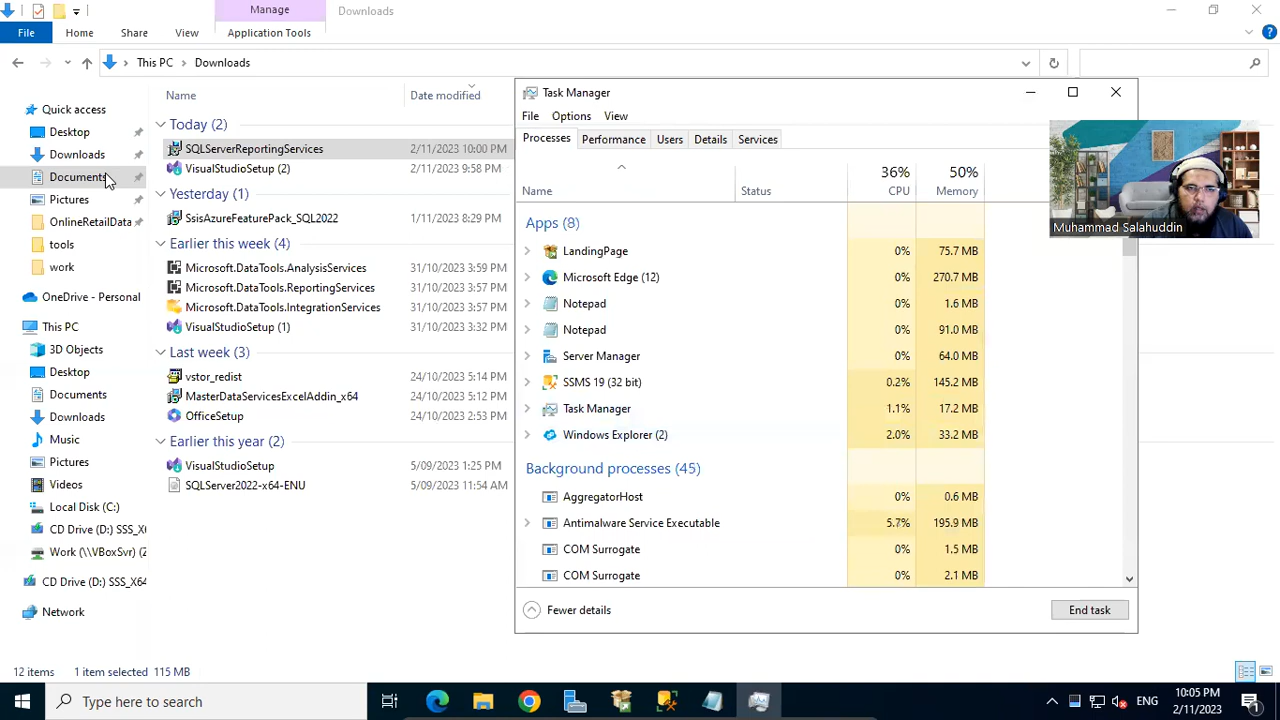 Manage
Downloads
File
Home
Share
View
Application Tools
This PC
Downloads
Quick access
Desktop
Downloads
Documents
Pictures
OnlineRetailData
tools
work
OneDrive - Personal
This PC
3D Objects
Desktop
Documents
Downloads
Music
Pictures
Videos
Local Disk (C:)
CD Drive (D:) SSS_X6
Work (\\VBoxSvr) (Z
CD Drive (D:) SSS_X64
Network
Name
Date modified
Today (2)
SQLServerReportingServices 2/11/2023 10:00 PM
VisualStudioSetup (2) 2/11/2023 9:58 PM
Yesterday (1)
SsisAzureFeaturePack_SQL2022 1/11/2023 8:29 PM
Earlier this week (4)
Microsoft.DataTools.AnalysisServices 31/10/2023 3:59 PM
Microsoft.DataTools.ReportingServices 31/10/2023 3:57 PM
Microsoft.DataTools.IntegrationServices 31/10/2023 3:57 PM
VisualStudioSetup (1) 31/10/2023 3:32 PM
Last week (3)
vstor_redist 24/10/2023 5:14 PM
MasterDataServicesExcelAddin_x64 24/10/2023 5:12 PM
OfficeSetup 24/10/2023 2:53 PM
Earlier this year (2)
VisualStudioSetup 5/09/2023 1:25 PM
SQLServer2022-x64-ENU 5/09/2023 11:54 AM
Task Manager
File Options View
Processes Performance Users Details Services
36% 50%
Name Status CPU Memory
Apps (8)
LandingPage 0% 75.7 MB
Microsoft Edge (12) 0% 270.7 MB
Notepad 0% 1.6 MB
Notepad 0% 91.0 MB
Server Manager 0% 64.0 MB
SSMS 19 (32 bit) 0.2% 145.2 MB
Task Manager 1.1% 17.2 MB
Windows Explorer (2) 2.0% 33.2 MB
Background processes (45)
AggregatorHost 0% 0.6 MB
Antimalware Service Executable 5.7% 195.9 MB
COM Surrogate 0% 1.5 MB
COM Surrogate 0% 2.1 MB
Fewer details
End task
Muhammad Salahuddin
12 items 1 item selected 115 MB
Type here to search
ENG
10:05 PM
2/11/2023
1